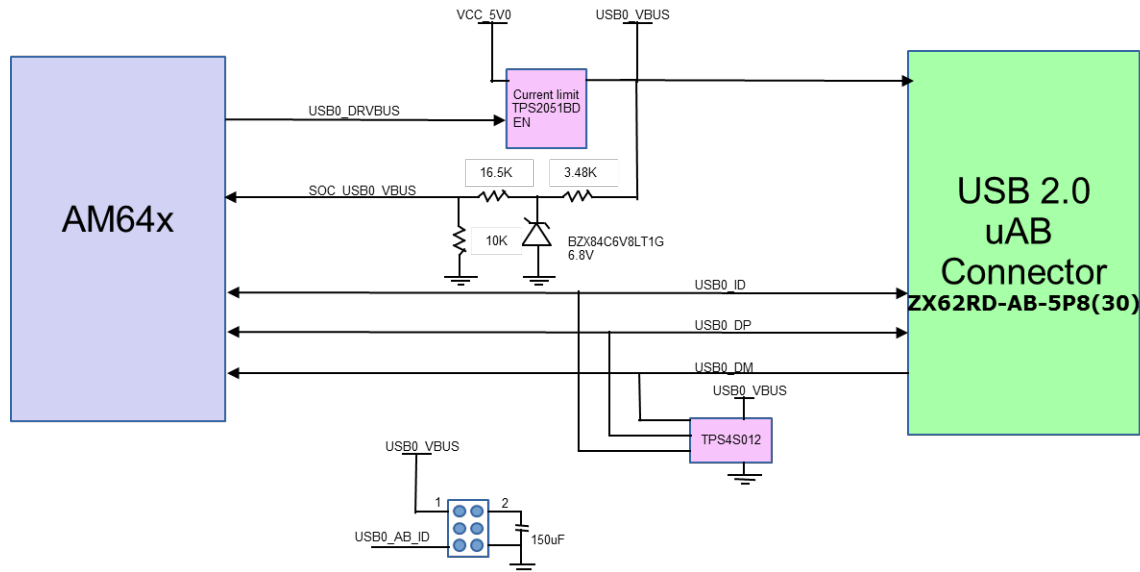 VCC_5V0
USB0_VBUS
Current limit
TPS2051BD
EN
USB0_DRVBUS
16.5K
3.48K
SOC_USB0_VBUS
AM64x
10K
BZX84C6V8LT1G
6.8V
USB 2.0
uAB
Connector
ZX62RD-AB-5P8(30)
USB0_ID
USB0_DP
USB0_DM
USB0_VBUS
TPS4S012
USB0_VBUS
1
2
150uF
USB0_AB_ID